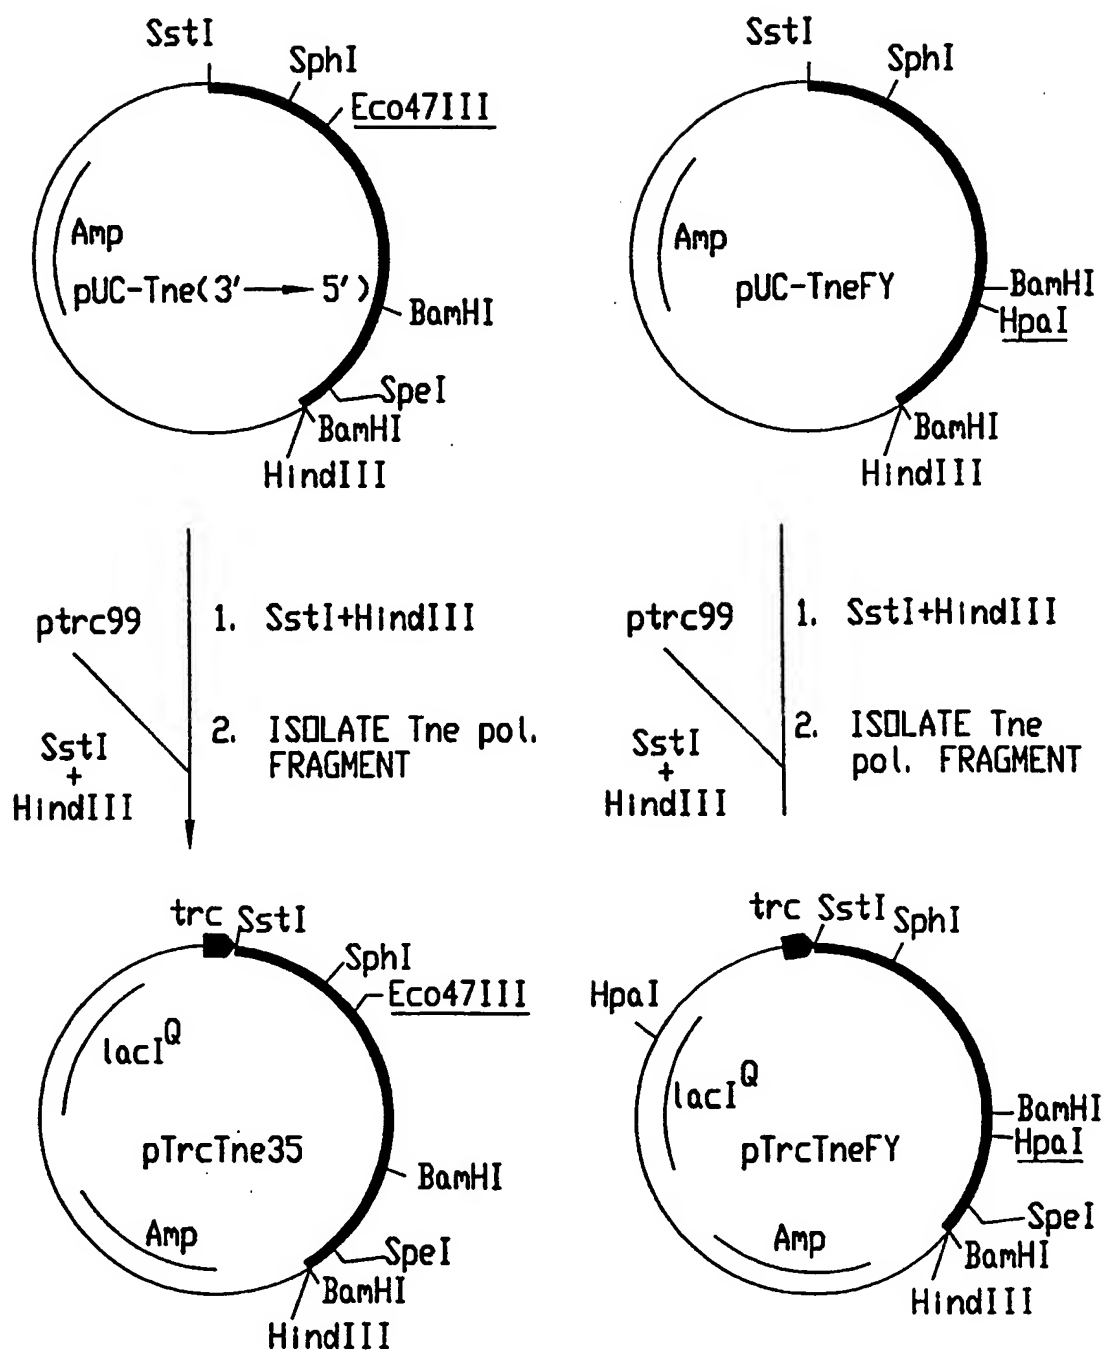 SstI
SphI
Eco47III
Amp
pUC-Tne(3' → 5')
BamHI
SpeI
BamHI
HindIII
SstI
SphI
Amp
pUC-TneFY
BamHI
HpaI
BamHI
HindIII
ptrc99
1. SstI+HindIII
SstI
+
HindIII
2. ISOLATE Tne pol.
FRAGMENT
ptrc99
1. SstI+HindIII
SstI
+
HindIII
2. ISOLATE Tne
pol. FRAGMENT
trc SstI
SphI
Eco47III
lacI^Q
pTrcTne35
BamHI
Amp
SpeI
BamHI
HindIII
trc SstI
SphI
HpaI
lacI^Q
BamHI
pTrcTneFY
HpaI
SpeI
Amp
BamHI
HindIII